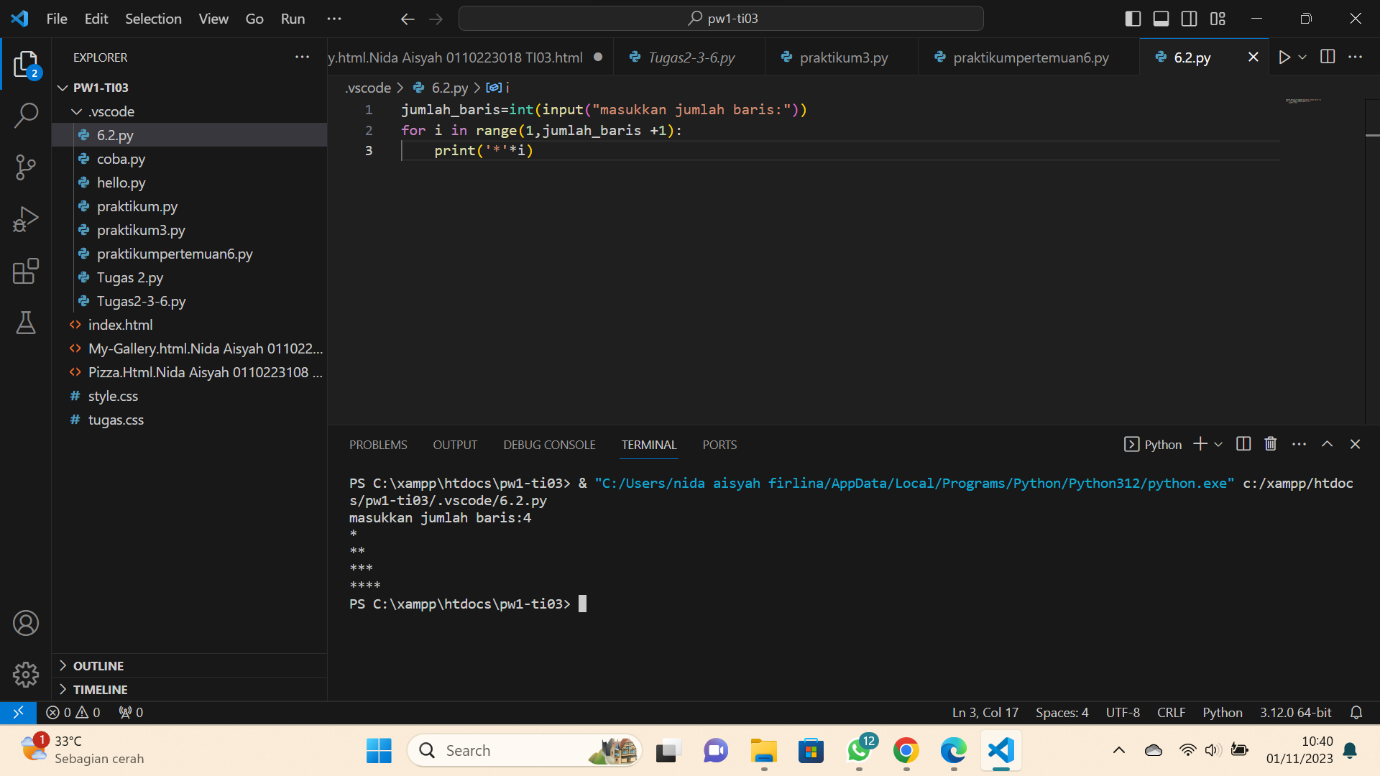 File Edit Selection View Go Run ··· pw1-ti03
EXPLORER ···
2
PW1-TI03
.vscode
6.2.py
coba.py
hello.py
praktikum.py
praktikum3.py
praktikumpertemuan6.py
Tugas 2.py
Tugas2-3-6.py
index.html
My-Gallery.html.Nida Aisyah 011022...
Pizza.Html.Nida Aisyah 0110223108 ...
style.css
tugas.css
OUTLINE
TIMELINE
y.html.Nida Aisyah 0110223018 TI03.html Tugas2-3-6.py praktikum3.py praktikumpertemuan6.py 6.2.py
.vscode > 6.2.py > i
1 jumlah_baris=int(input("masukkan jumlah baris:"))
2 for i in range(1,jumlah_baris +1):
3 print('*'*i)
PROBLEMS OUTPUT DEBUG CONSOLE TERMINAL PORTS Python
PS C:\xampp\htdocs\pw1-ti03> & "C:/Users/nida aisyah firlina/AppData/Local/Programs/Python/Python312/python.exe" c:/xampp/htdoc
s/pw1-ti03/.vscode/6.2.py
masukkan jumlah baris:4
*
**
***
****
PS C:\xampp\htdocs\pw1-ti03>
0 0 0 Ln 3, Col 17 Spaces: 4 UTF-8 CRLF Python 3.12.0 64-bit
1 33°C
Sebagian cerah
Search
12
10:40
01/11/2023